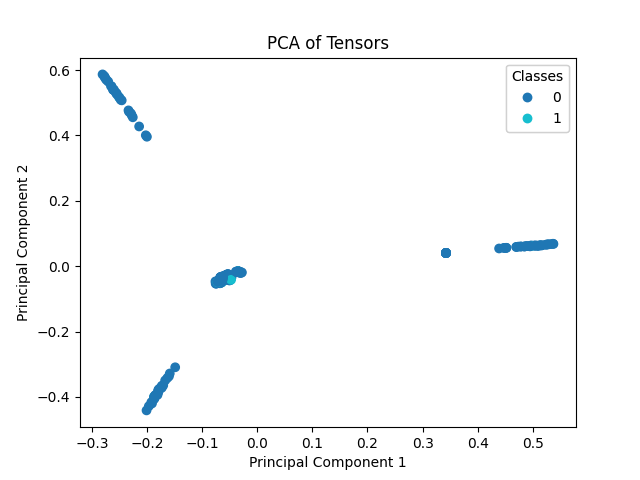 PCA of Tensors
Classes
0
1
0.6
0.4
0.2
0.0
−0.2
−0.4
Principal Component 2
−0.3 −0.2 −0.1 0.0 0.1 0.2 0.3 0.4 0.5
Principal Component 1